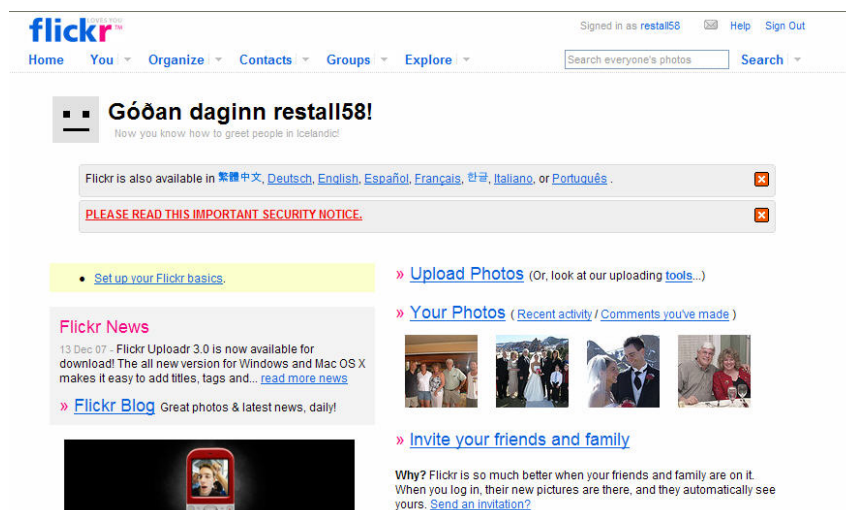 LOVES YOU
flickr™
Signed in as restall58 Help Sign Out
Home You Organize Contacts Groups Explore
Search everyone's photos Search
Góðan daginn restall58!
Now you know how to greet people in Icelandic!
Flickr is also available in 繁體中文, Deutsch, English, Español, Français, 한글, Italiano, or Português .
PLEASE READ THIS IMPORTANT SECURITY NOTICE.
• Set up your Flickr basics.
Flickr News
13 Dec 07 - Flickr Uploadr 3.0 is now available for
download! The all new version for Windows and Mac OS X
makes it easy to add titles, tags and... read more news
» Flickr Blog Great photos & latest news, daily!
» Upload Photos (Or, look at our uploading tools...)
» Your Photos ( Recent activity / Comments you've made )
» Invite your friends and family
Why? Flickr is so much better when your friends and family are on it.
When you log in, their new pictures are there, and they automatically see
yours. Send an invitation?